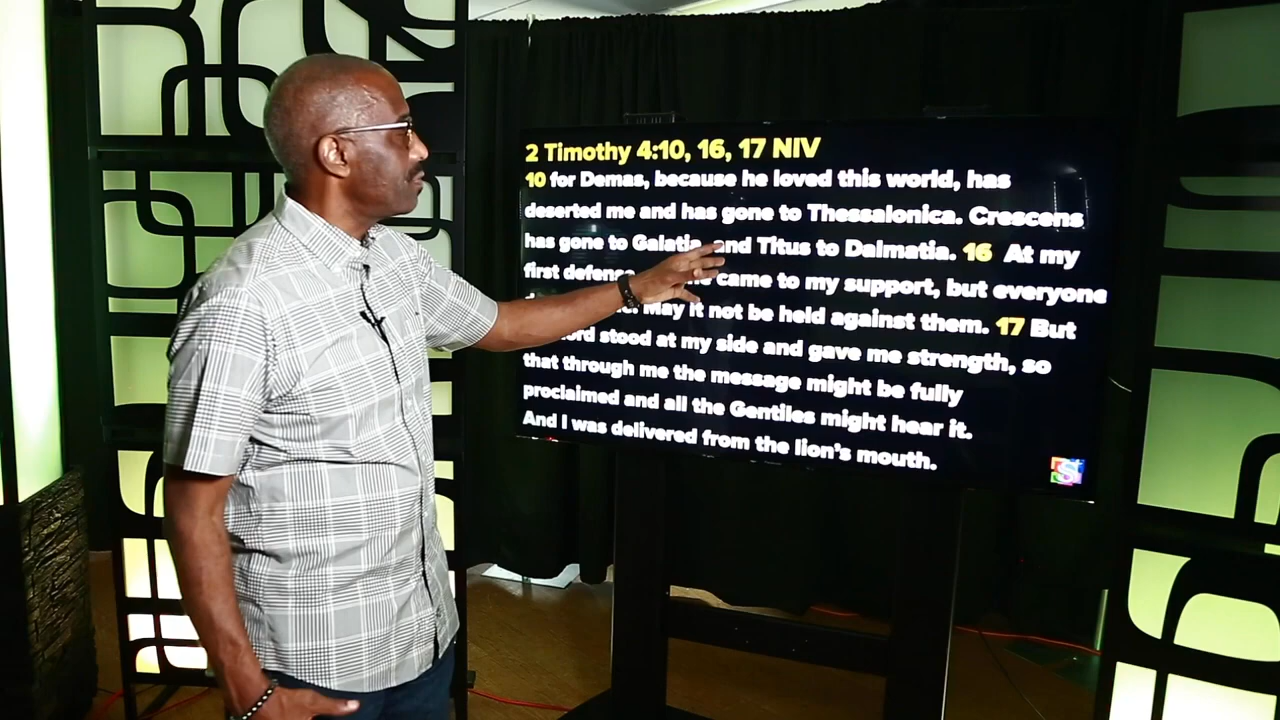 2 Timothy 4:10, 16, 17 NIV
10 for Demas, because he loved this world, has
deserted me and has gone to Thessalonica. Crescens
has gone to Galatia, and Titus to Dalmatia. 16 At my
first defense came to my support, but everyone
May it not be held against them. 17 But
stood at my side and gave me strength, so
that through me the message might be fully
proclaimed and all the Gentiles might hear it.
And I was delivered from the lion's mouth.
S